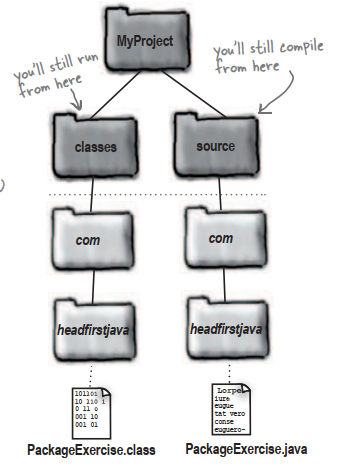 MyProject
you'll still run
from here
you'll still compile
from here
classes
source
com
com
headfirstjava
headfirstjava
101101
10 110 1
0 11 0
001 10
001 01
Lorper
iure
eugue
tat vero
conse
euguero-
PackageExercise.class
PackageExercise.java